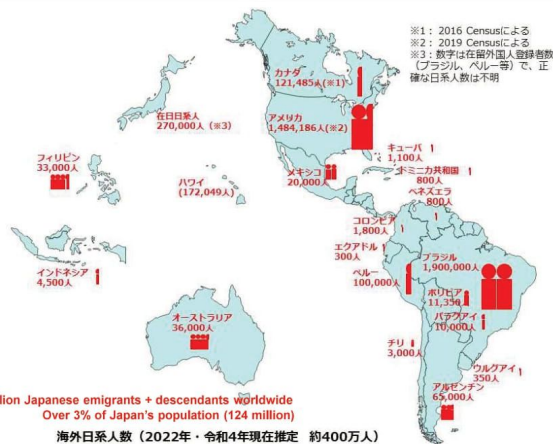 ※1：2016 Censusによる
※2：2019 Censusによる
※3：数字は在留外国人登録者数
（ブラジル、ペルー等）で、正
確な日系人数は不明
カナダ
121,485人(※1)
在日日系人
270,000人（※3）
アメリカ
1,484,186人(※2)
フィリピン
33,000人
ハワイ
(172,049人)
メキシコ
20,000人
キューバ
1,100人
ドミニカ共和国
800人
ベネズエラ
800人
コロンビア
1,800人
エクアドル
300人
ブラジル
1,900,000人
ペルー
100,000人
インドネシア
4,500人
ボリビア
11,350人
パラグアイ
10,000人
オーストラリア
36,000人
チリ
3,000人
ウルグアイ
350人
アルゼンチン
65,000人
Japanese emigrants + descendants worldwide
Over 3% of Japan's population (124 million)
海外日系人数（2022年・令和4年現在推定　約400万人）